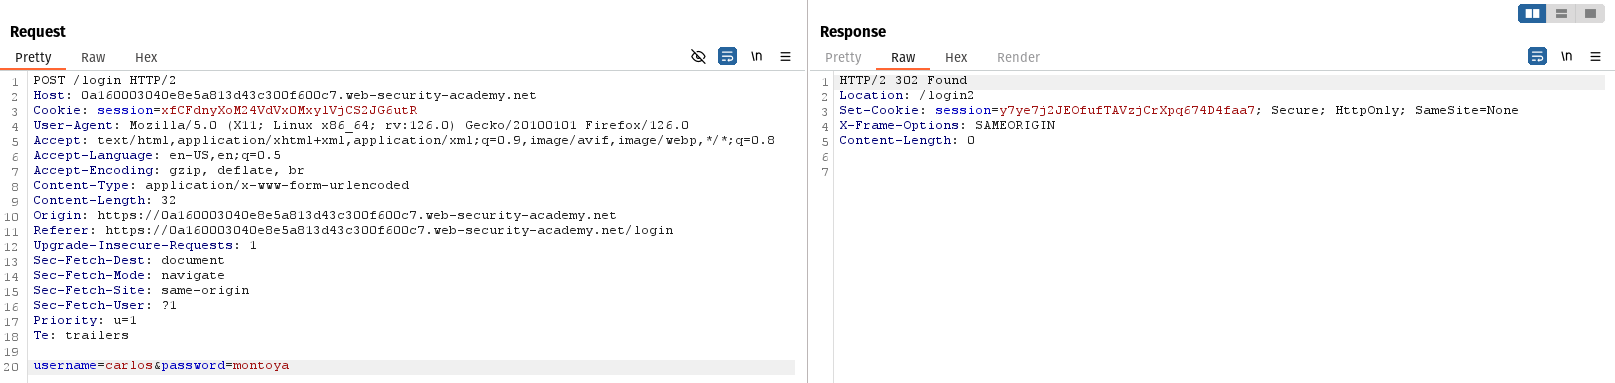 Request
Pretty Raw Hex
\n
1 POST /login HTTP/2
2 Host: 0a160003040e8e5a813d43c300f600c7.web-security-academy.net
3 Cookie: session=xfCFdnyXoM24VdVx0MxylVjCS2JG6utR
4 User-Agent: Mozilla/5.0 (X11; Linux x86_64; rv:126.0) Gecko/20100101 Firefox/126.0
5 Accept: text/html,application/xhtml+xml,application/xml;q=0.9,image/avif,image/webp,*/*;q=0.8
6 Accept-Language: en-US,en;q=0.5
7 Accept-Encoding: gzip, deflate, br
8 Content-Type: application/x-www-form-urlencoded
9 Content-Length: 32
10 Origin: https://0a160003040e8e5a813d43c300f600c7.web-security-academy.net
11 Referer: https://0a160003040e8e5a813d43c300f600c7.web-security-academy.net/login
12 Upgrade-Insecure-Requests: 1
13 Sec-Fetch-Dest: document
14 Sec-Fetch-Mode: navigate
15 Sec-Fetch-Site: same-origin
16 Sec-Fetch-User: ?1
17 Priority: u=1
18 Te: trailers
19
20 username=carlos&password=montoya
Response
Pretty Raw Hex Render
\n
1 HTTP/2 302 Found
2 Location: /login2
3 Set-Cookie: session=y7ye7j2JEOfufTAVzjCrXpq674D4faa7; Secure; HttpOnly; SameSite=None
4 X-Frame-Options: SAMEORIGIN
5 Content-Length: 0
6
7